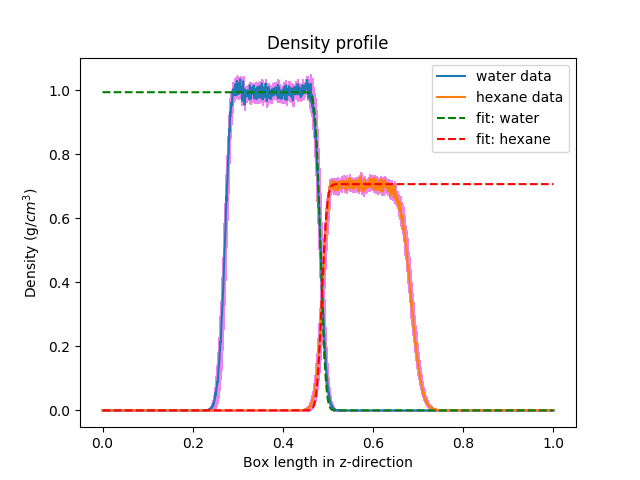 Density profile
water data
hexane data
fit: water
fit: hexane
Density (g/cm³)
1.0
0.8
0.6
0.4
0.2
0.0
0.0 0.2 0.4 0.6 0.8 1.0
Box length in z-direction